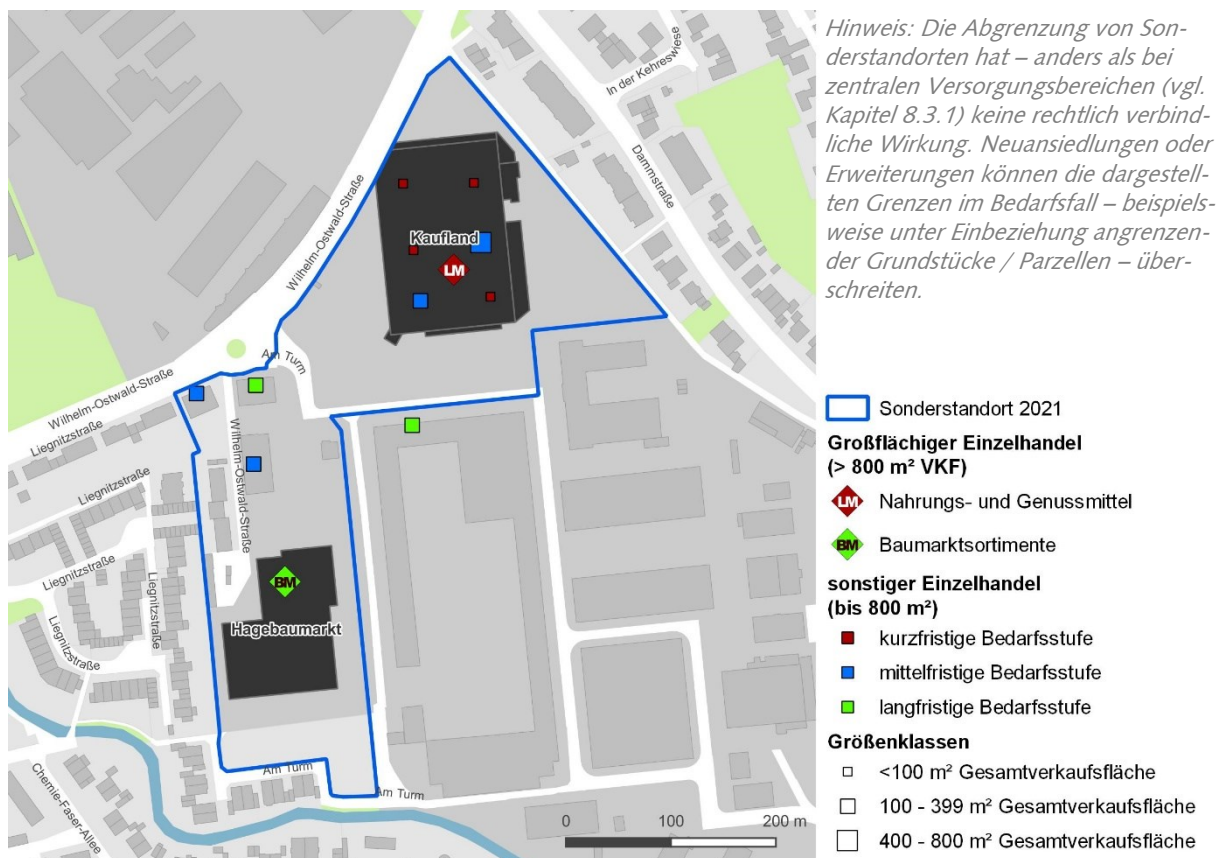 Hinweis: Die Abgrenzung von Son-
derstandorten hat – anders als bei
zentralen Versorgungsbereichen (vgl.
Kapitel 8.3.1) keine rechtlich verbind-
liche Wirkung. Neuansiedlungen oder
Erweiterungen können die dargestell-
ten Grenzen im Bedarfsfall – beispiels-
weise unter Einbeziehung angrenzen-
der Grundstücke / Parzellen – über-
schreiten.
In der Kehreswiese
Dammstraße
Wilhelm-Ostwald-Straße
Kaufland
LM
Am Turm
Wilhelm-Ostwald-Straße
Liegnitzstraße
Wilhelm-Ostwald-Straße
Liegnitzstraße
Liegnitzstraße
Liegnitzstraße
Liegnitzstraße
BM
Hagebaumarkt
Am Turm
Am Turm
Chemie-Faser-Allee
0 100 200 m
Sonderstandort 2021
Großflächiger Einzelhandel
(> 800 m² VKF)
LM Nahrungs- und Genussmittel
BM Baumarktsortimente
sonstiger Einzelhandel
(bis 800 m²)
kurzfristige Bedarfsstufe
mittelfristige Bedarfsstufe
langfristige Bedarfsstufe
Größenklassen
<100 m² Gesamtverkaufsfläche
100 - 399 m² Gesamtverkaufsfläche
400 - 800 m² Gesamtverkaufsfläche